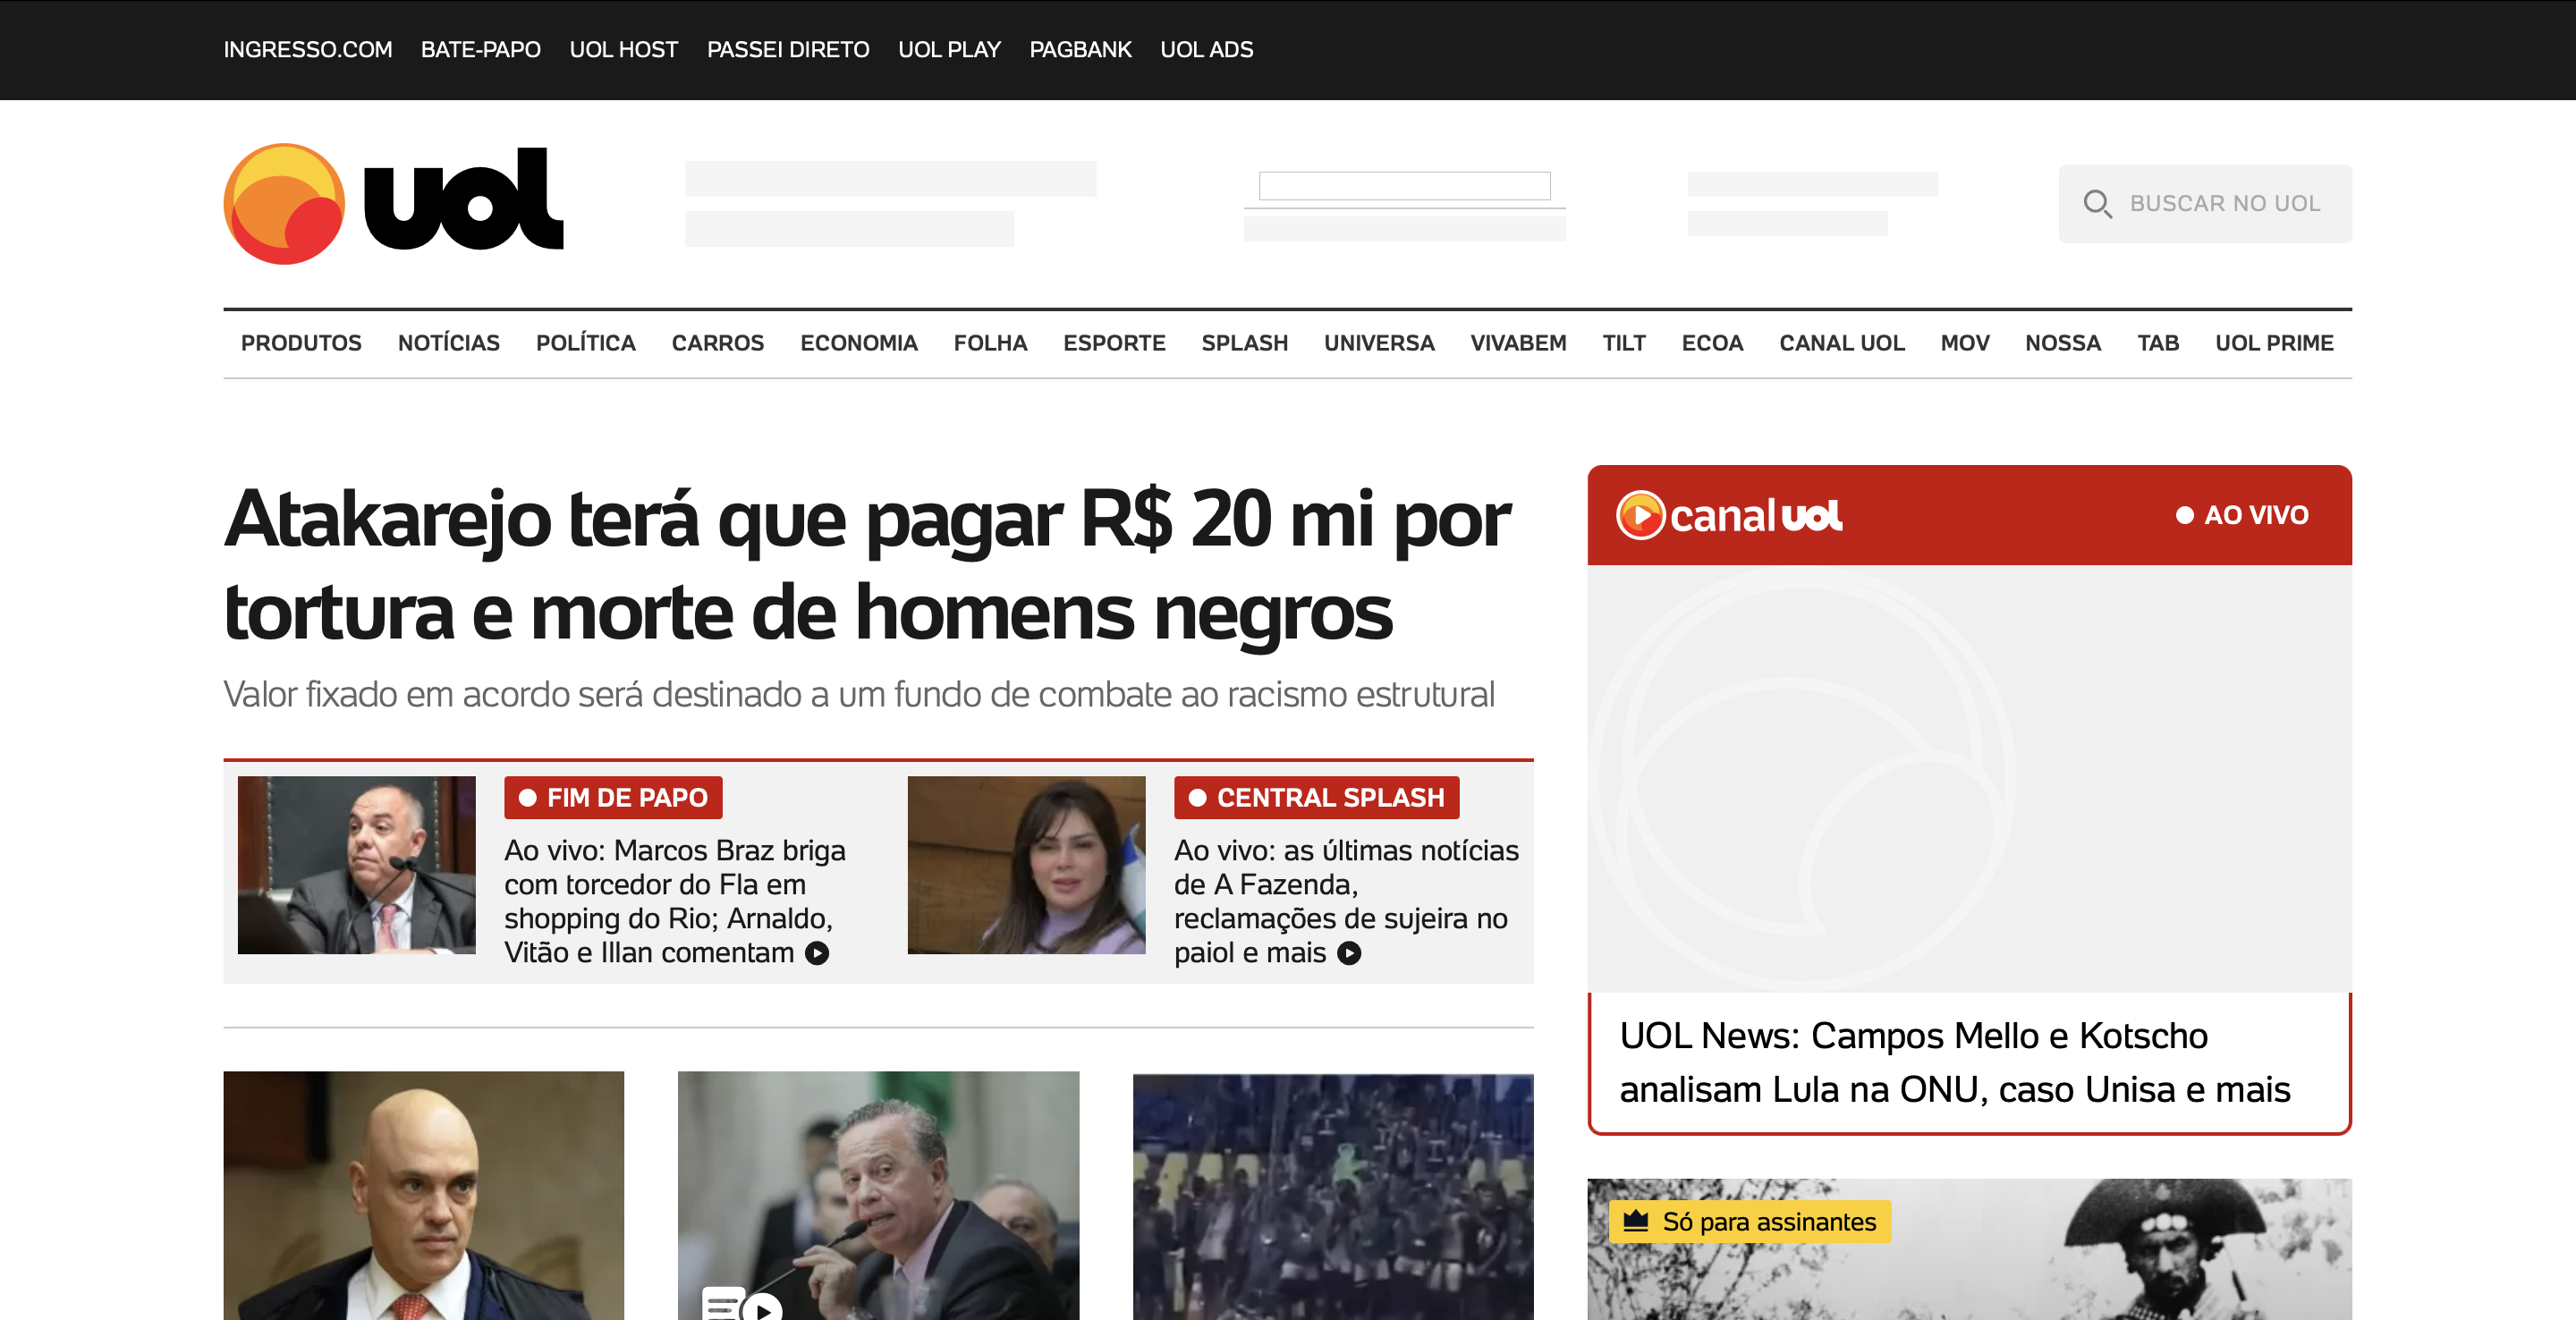 INGRESSO.COM BATE-PAPO UOL HOST PASSEI DIRETO UOL PLAY PAGBANK UOL ADS
uol
BUSCAR NO UOL
PRODUTOS NOTÍCIAS POLÍTICA CARROS ECONOMIA FOLHA ESPORTE SPLASH UNIVERSA VIVABEM TILT ECOA CANAL UOL MOV NOSSA TAB UOL PRIME
Atakarejo terá que pagar R$ 20 mi por
tortura e morte de homens negros
Valor fixado em acordo será destinado a um fundo de combate ao racismo estrutural
FIM DE PAPO
Ao vivo: Marcos Braz briga
com torcedor do Fla em
shopping do Rio; Arnaldo,
Vitão e Illan comentam
CENTRAL SPLASH
Ao vivo: as últimas notícias
de A Fazenda,
reclamações de sujeira no
paiol e mais
canal uol
AO VIVO
UOL News: Campos Mello e Kotscho
analisam Lula na ONU, caso Unisa e mais
Só para assinantes